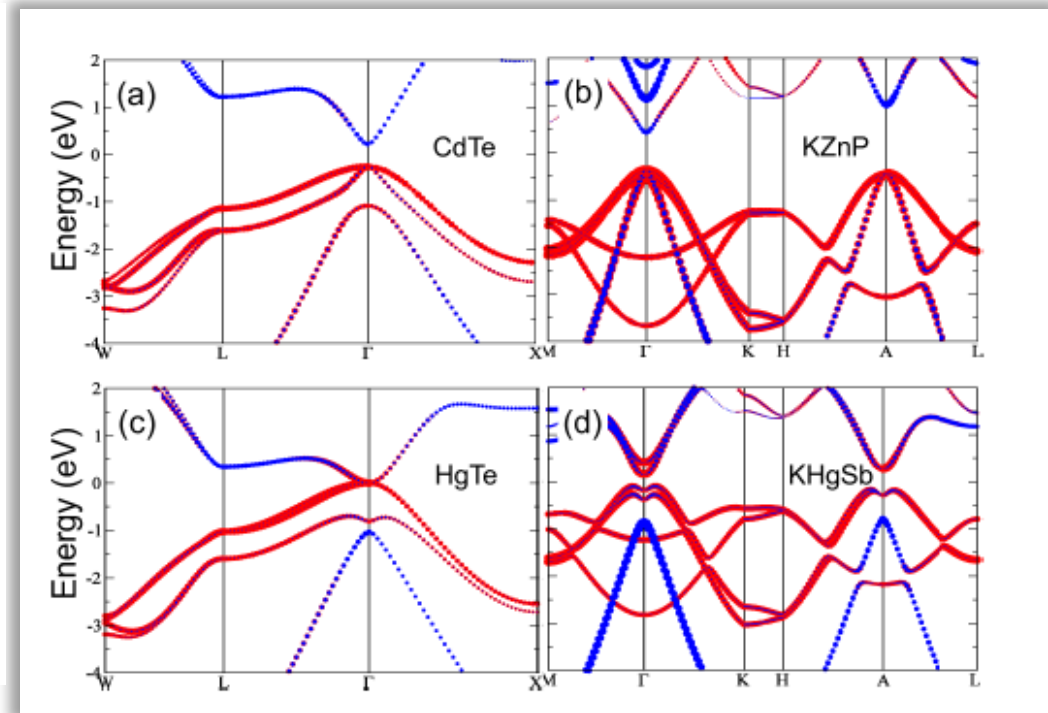 2
(a)
(b)
1
0
CdTe
KZnP
-1
-2
-3
-4
Energy (eV)
W L Γ X
M Γ K H A L
2
(c)
(d)
1
0
HgTe
KHgSb
-1
-2
-3
-4
Energy (eV)
W L Γ X
M Γ K H A L